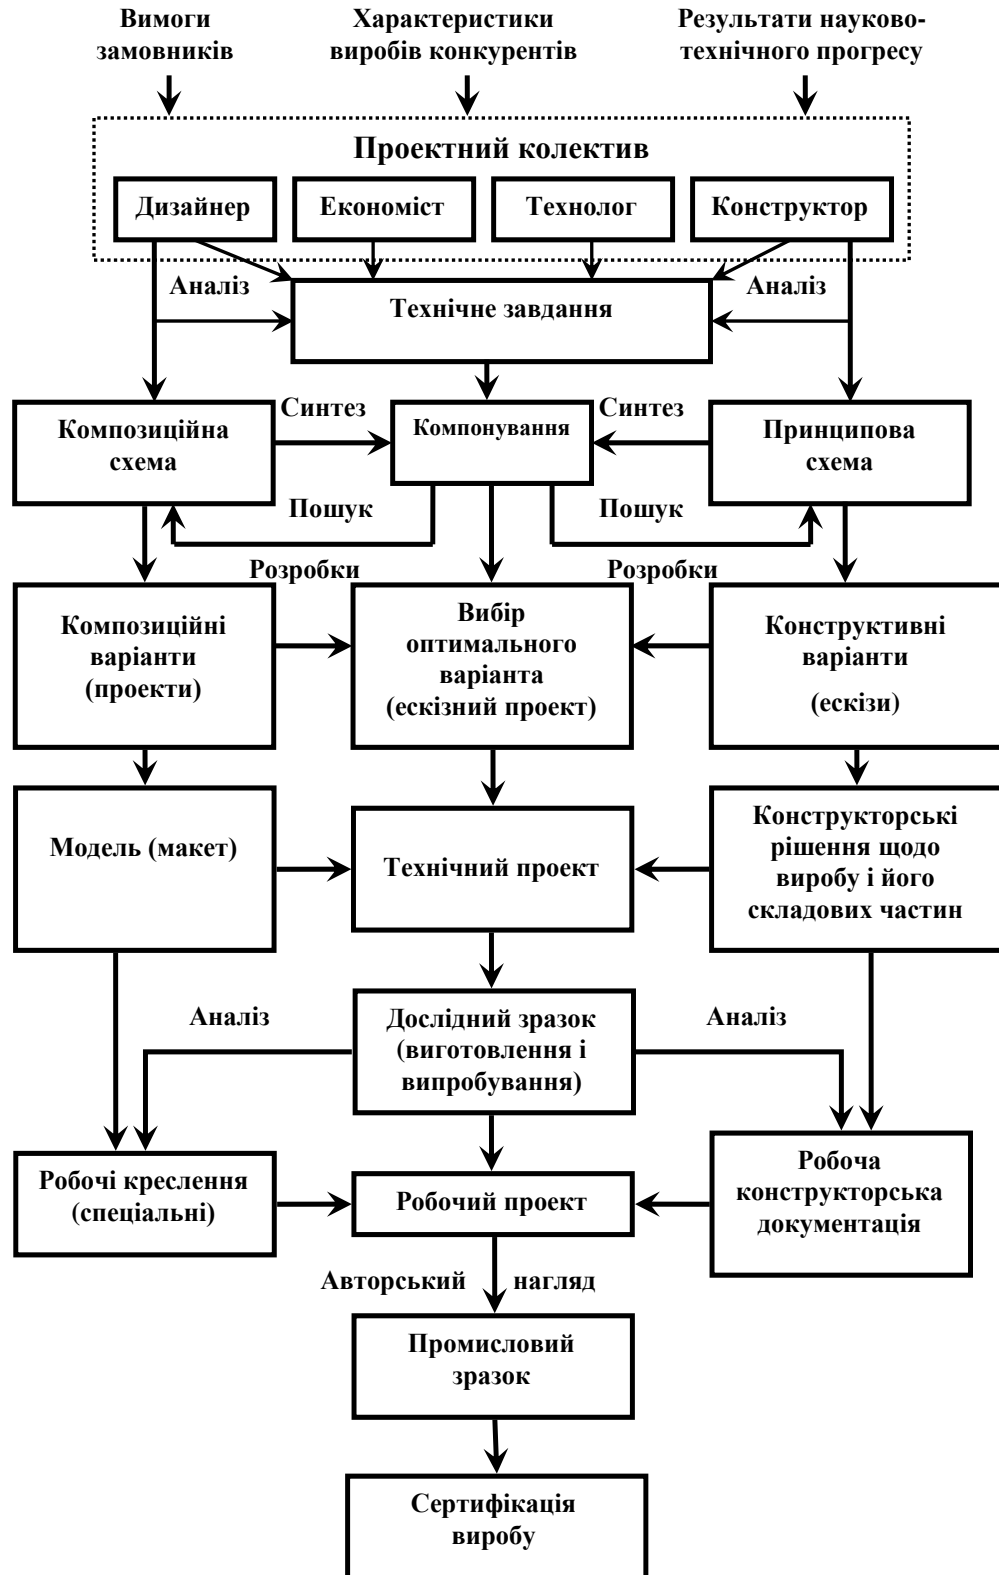 Вимоги
замовників
Характеристики
виробів конкурентів
Результати науково-
технічного прогресу
Проектний колектив
Дизайнер
Економіст
Технолог
Конструктор
Аналіз
Аналіз
Технічне завдання
Композиційна
схема
Синтез
Компонування
Синтез
Принципова
схема
Пошук
Пошук
Розробки
Розробки
Композиційні
варіанти
(проекти)
Вибір
оптимального
варіанта
(ескізний проект)
Конструктивні
варіанти
(ескізи)
Модель (макет)
Технічний проект
Конструкторські
рішення щодо
виробу і його
складових частин
Аналіз
Дослідний зразок
(виготовлення і
випробування)
Аналіз
Робочі креслення
(спеціальні)
Робочий проект
Робоча
конструкторська
документація
Авторський нагляд
Промисловий
зразок
Сертифікація
виробу